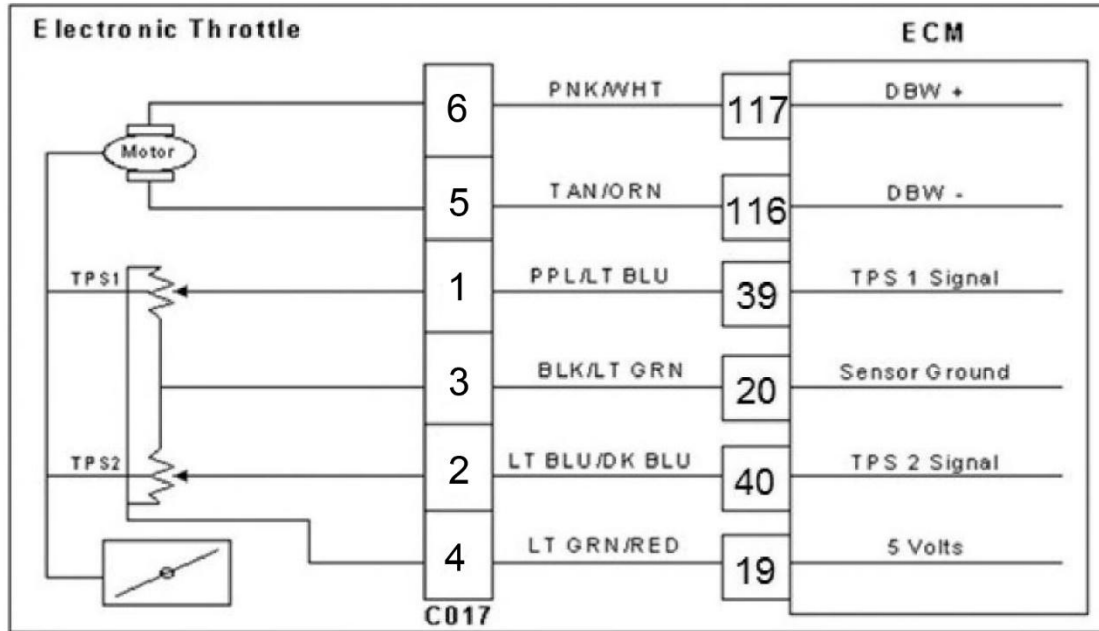 Electronic Throttle
ECM
6 PNK/WHT 117 DBW +
Motor
5 TAN/ORN 116 DBW -
TPS1 1 PPL/LT BLU 39 TPS 1 Signal
3 BLK/LT GRN 20 Sensor Ground
TPS2 2 LT BLU/DK BLU 40 TPS 2 Signal
4 LT GRN/RED 19 5 Volts
C017